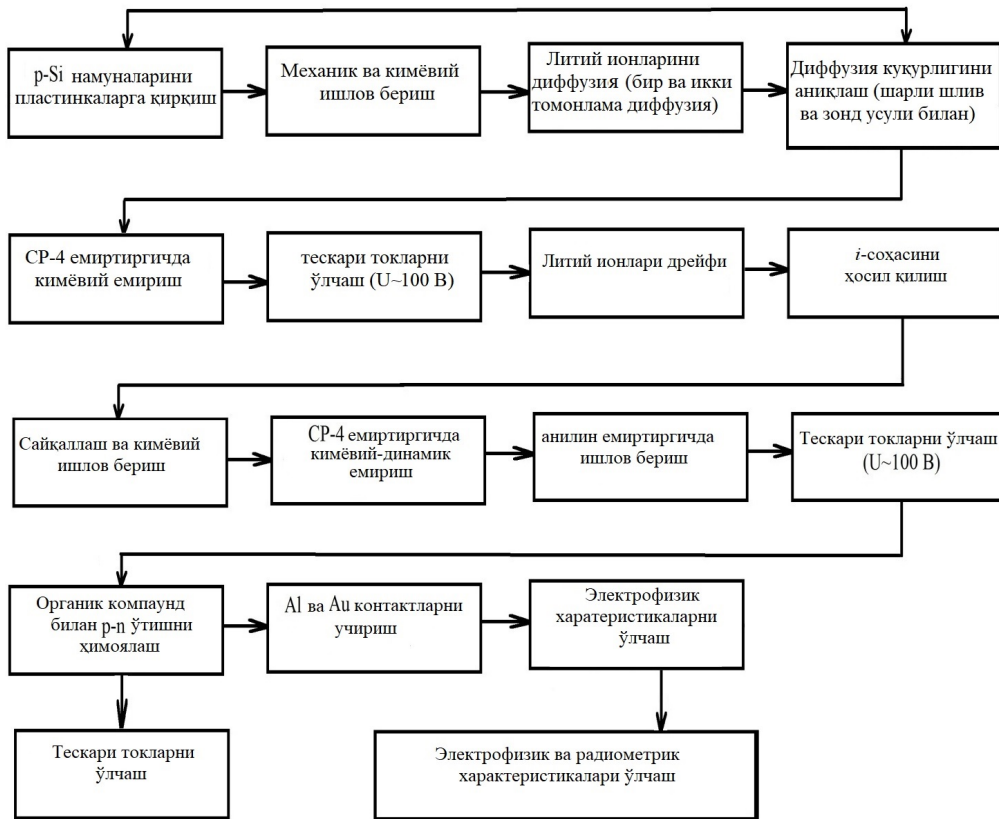 p-Si намуналарини
пластинкаларга қирқиш
Механик ва кимёвий
ишлов бериш
Литий ионларини
диффузия (бир ва икки
томонлама диффузия)
Диффузия куқурлигини
аниқлаш (шарли шлив
ва зонд усули билан)
СР-4 емиртиргичда
кимёвий емириш
тескари токларни
ўлчаш (U~100 В)
Литий ионлари дрейфи
i-соҳасини
ҳосил қилиш
Сайқаллаш ва кимёвий
ишлов бериш
СР-4 емиртиргичда
кимёвий-динамик
емириш
анилин емиртиргичда
ишлов бериш
Тескари токларни ўлчаш
(U~100 В)
Органик компаунд
билан p-n ўтишни
ҳимоялаш
Al ва Au контактларни
учириш
Электрофизик
харатеристикаларни
ўлчаш
Тескари токларни
ўлчаш
Электрофизик ва радиометрик
характеристикалари ўлчаш